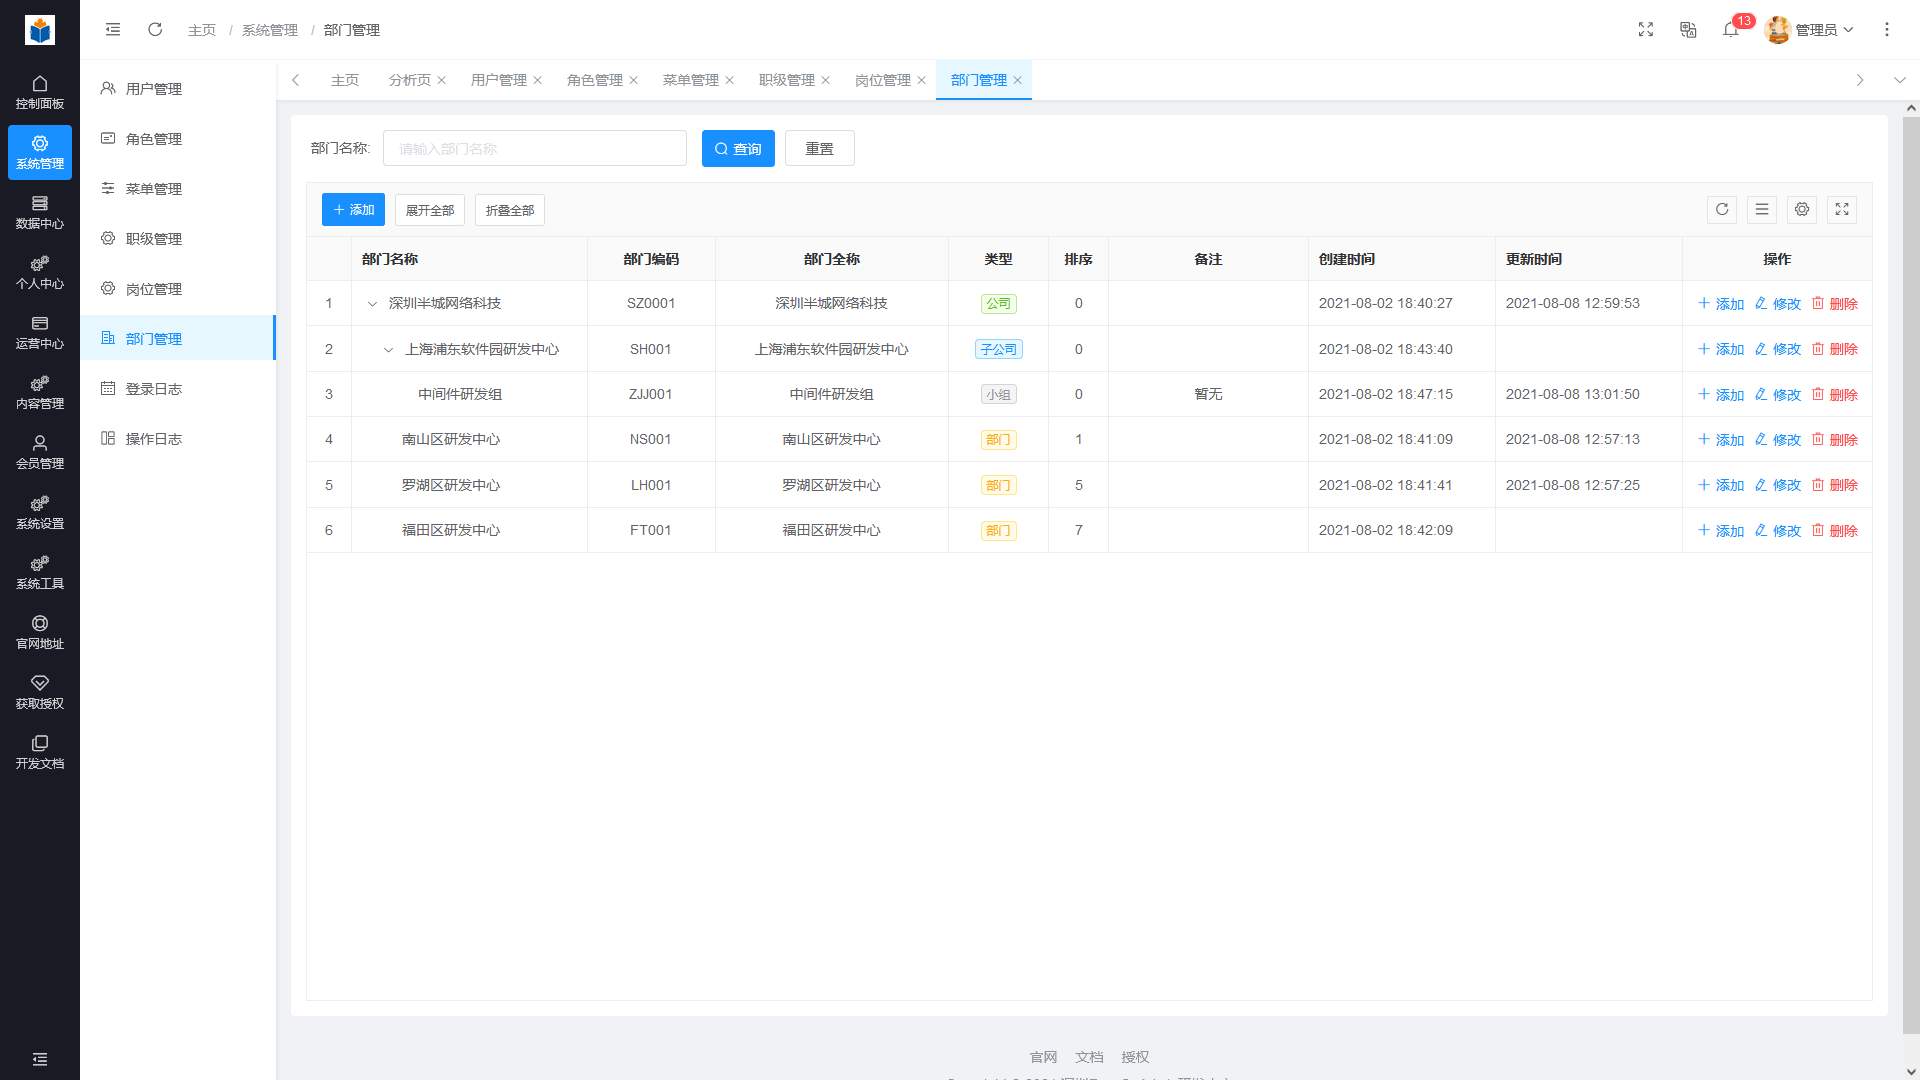 主页 / 系统管理 / 部门管理
13
管理员
控制面板
系统管理
数据中心
个人中心
运营中心
内容管理
会员管理
系统设置
系统工具
官网地址
获取授权
开发文档
用户管理
角色管理
菜单管理
职级管理
岗位管理
部门管理
登录日志
操作日志
主页 分析页 用户管理 角色管理 菜单管理 职级管理 岗位管理 部门管理
部门名称: 请输入部门名称 查询 重置
添加 展开全部 折叠全部
部门名称 部门编码 部门全称 类型 排序 备注 创建时间 更新时间 操作
1 深圳半城网络科技 SZ0001 深圳半城网络科技 公司 0 2021-08-02 18:40:27 2021-08-08 12:59:53 添加 修改 删除
2 上海浦东软件园研发中心 SH001 上海浦东软件园研发中心 子公司 0 2021-08-02 18:43:40 添加 修改 删除
3 中间件研发组 ZJJ001 中间件研发组 小组 0 暂无 2021-08-02 18:47:15 2021-08-08 13:01:50 添加 修改 删除
4 南山区研发中心 NS001 南山区研发中心 部门 1 2021-08-02 18:41:09 2021-08-08 12:57:13 添加 修改 删除
5 罗湖区研发中心 LH001 罗湖区研发中心 部门 5 2021-08-02 18:41:41 2021-08-08 12:57:25 添加 修改 删除
6 福田区研发中心 FT001 福田区研发中心 部门 7 2021-08-02 18:42:09 添加 修改 删除
官网 文档 授权